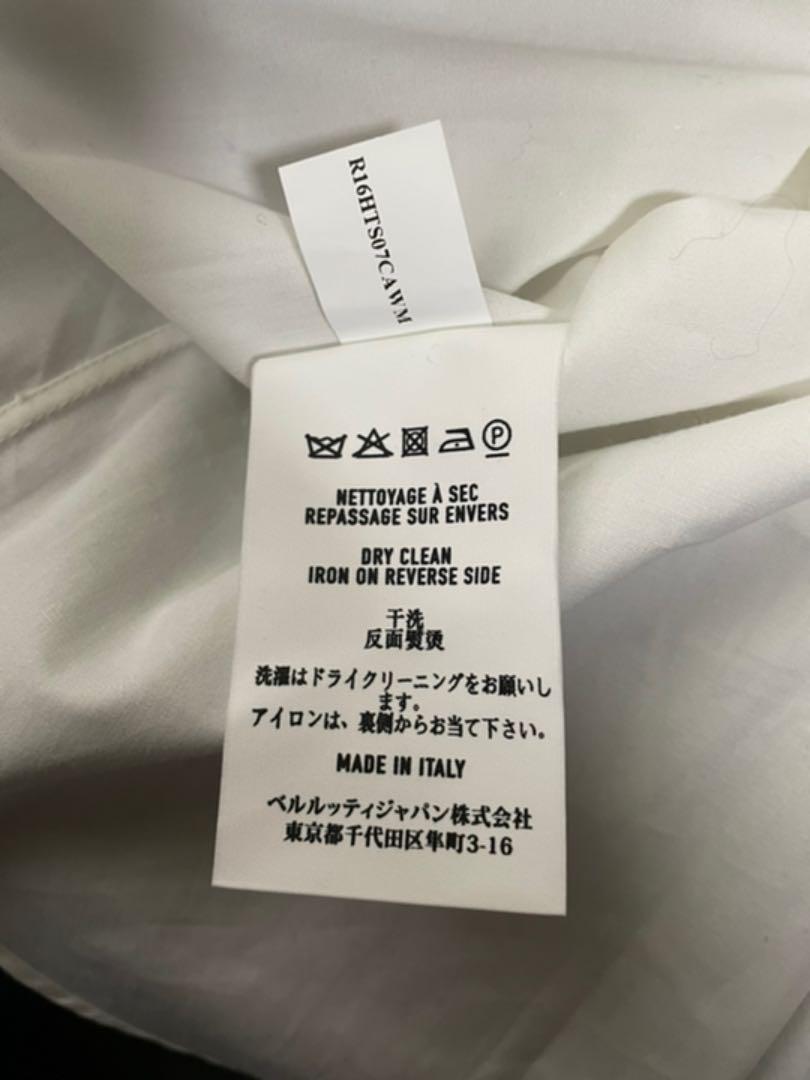 R16HTS07CAWM
P
NETTOYAGE À SEC
REPASSAGE SUR ENVERS
DRY CLEAN
IRON ON REVERSE SIDE
干洗
反面熨烫
洗濯はドライクリーニングをお願いし
ます。
アイロンは、裏側からお当て下さい。
MADE IN ITALY
ベルルッティジャパン株式会社
東京都千代田区隼町3-16